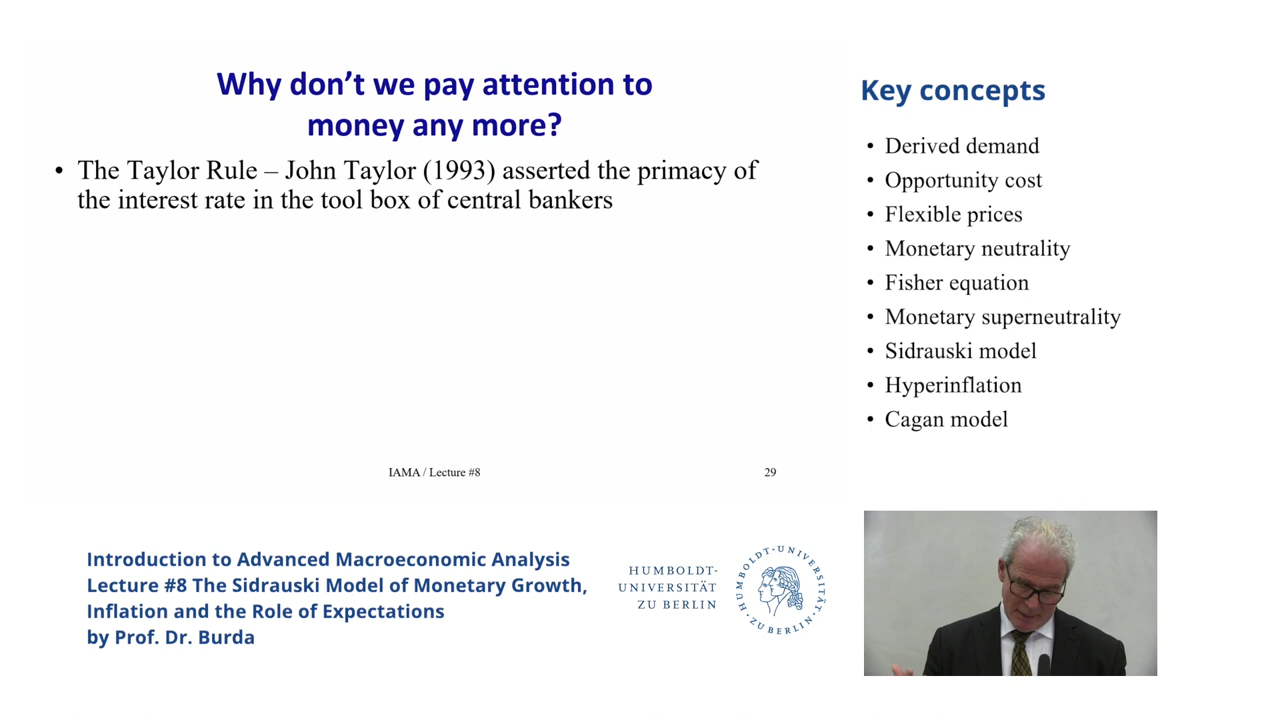 Why don't we pay attention to
money any more?
• The Taylor Rule – John Taylor (1993) asserted the primacy of
the interest rate in the tool box of central bankers
IAMA / Lecture #8
29
Key concepts
• Derived demand
• Opportunity cost
• Flexible prices
• Monetary neutrality
• Fisher equation
• Monetary superneutrality
• Sidrauski model
• Hyperinflation
• Cagan model
Introduction to Advanced Macroeconomic Analysis
Lecture #8 The Sidrauski Model of Monetary Growth,
Inflation and the Role of Expectations
by Prof. Dr. Burda
HUMBOLDT-
UNIVERSITÄT
ZU BERLIN
HUMBOLDT-UNIVERSITÄT
ZU BERLIN